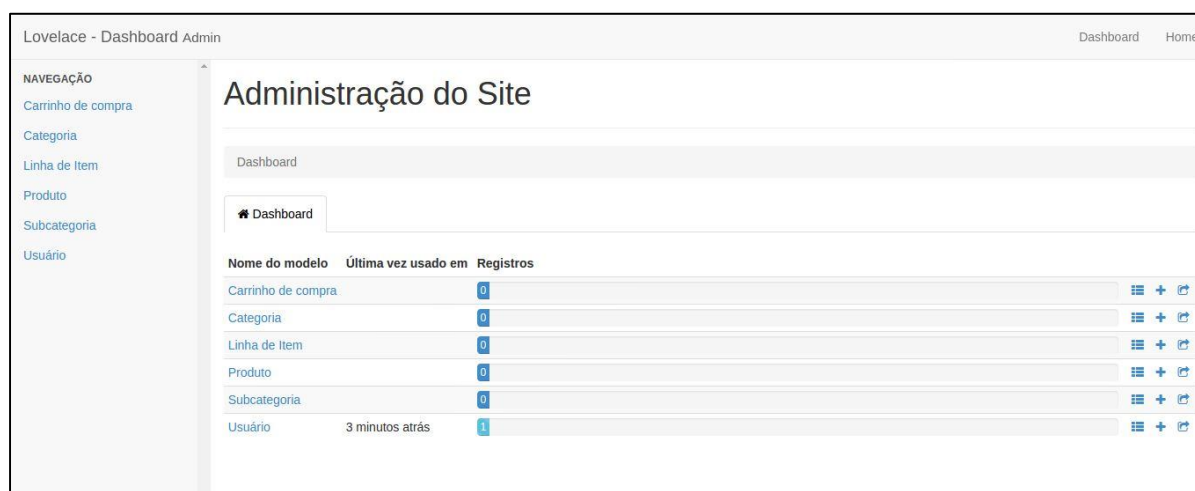 Lovelace - Dashboard Admin
Dashboard Home
NAVEGAÇÃO
Carrinho de compra
Categoria
Linha de Item
Produto
Subcategoria
Usuário
Administração do Site
Dashboard
Dashboard
Nome do modelo Última vez usado em Registros
Carrinho de compra 0
Categoria 0
Linha de Item 0
Produto 0
Subcategoria 0
Usuário 3 minutos atrás 1